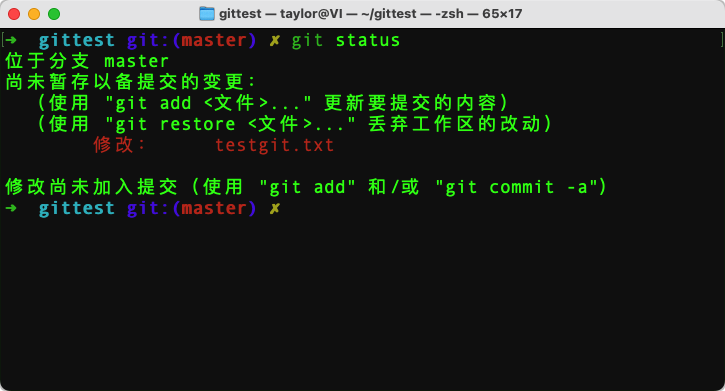 gittest — taylor@VI — ~/gittest — -zsh — 65×17
➜  gittest git:(master) ✗ git status
位于分支 master
尚未暂存以备提交的变更：
  （使用 "git add <文件>..." 更新要提交的内容）
  （使用 "git restore <文件>..." 丢弃工作区的改动）
        修改：     testgit.txt
修改尚未加入提交（使用 "git add" 和/或 "git commit -a"）
➜  gittest git:(master) ✗